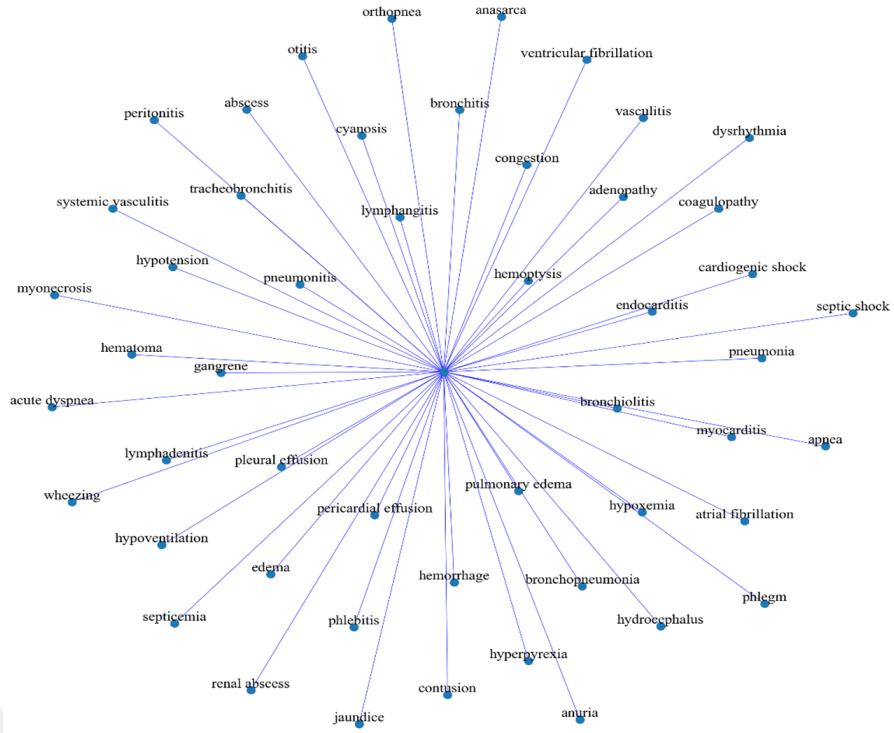 orthopnea
anasarca
otitis
ventricular fibrillation
abscess
bronchitis
peritonitis
vasculitis
cyanosis
dysrhythmia
congestion
tracheobronchitis
adenopathy
systemic vasculitis
lymphangitis
coagulopathy
hypotension
pneumonitis
hemoptysis
cardiogenic shock
myonecrosis
endocarditis
septic shock
hematoma
pneumonia
gangrene
acute dyspnea
bronchiolitis
myocarditis
apnea
lymphadenitis
pleural effusion
wheezing
pulmonary edema
pericardial effusion
hypoxemia
atrial fibrillation
hypoventilation
edema
hemorrhage
bronchopneumonia
phlegm
septicemia
phlebitis
hydrocephalus
hyperpyrexia
renal abscess
contusion
jaundice
anuria